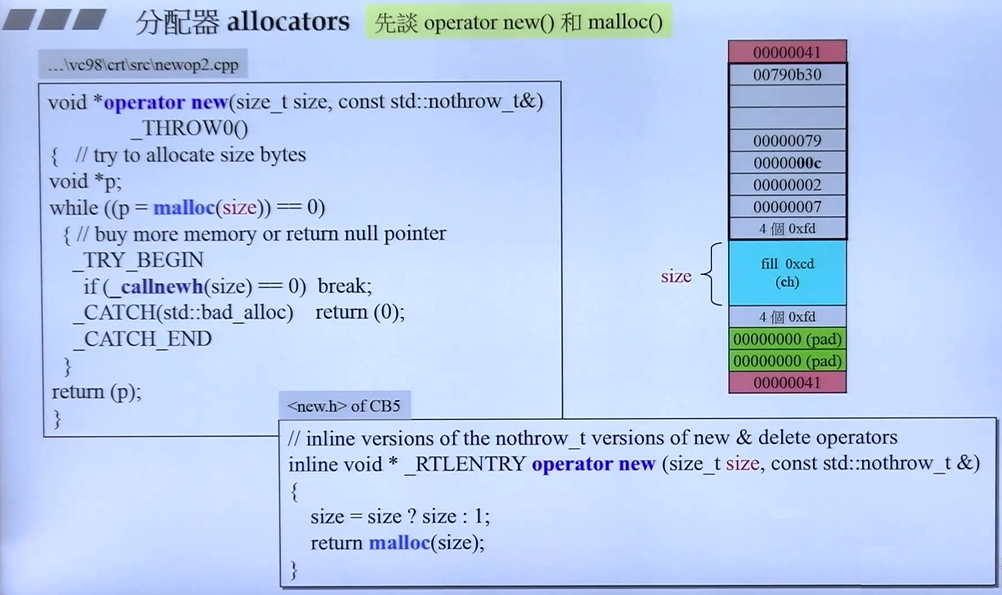 分配器 allocators
先談 operator new() 和 malloc()
...\vc98\crt\src\newop2.cpp
void *operator new(size_t size, const std::nothrow_t&)
_THROW0()
{ // try to allocate size bytes
void *p;
while ((p = malloc(size)) == 0)
{ // buy more memory or return null pointer
_TRY_BEGIN
if (_callnewh(size) == 0) break;
_CATCH(std::bad_alloc) return (0);
_CATCH_END
}
return (p);
}
<new.h> of CB5
// inline versions of the nothrow_t versions of new & delete operators
inline void * _RTLENTRY operator new (size_t size, const std::nothrow_t &)
{
size = size ? size : 1;
return malloc(size);
}
00000041
00790b30
00000079
0000000c
00000002
00000007
4 個 0xfd
size
fill 0xcd
(ch)
4 個 0xfd
00000000 (pad)
00000000 (pad)
00000041